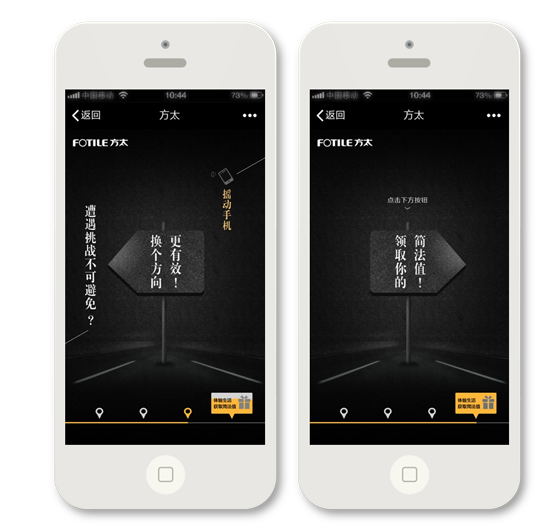 中国移动
10:44
73%
返回
方太
FOTILE 方太
摇动手机
遭遇挑战不可避免？
更有效！
换个方向
体验生活
获取简法值
中国移动
10:44
73%
返回
方太
FOTILE 方太
点击下方按钮
简法值！
领取你的
体验生活
获取简法值